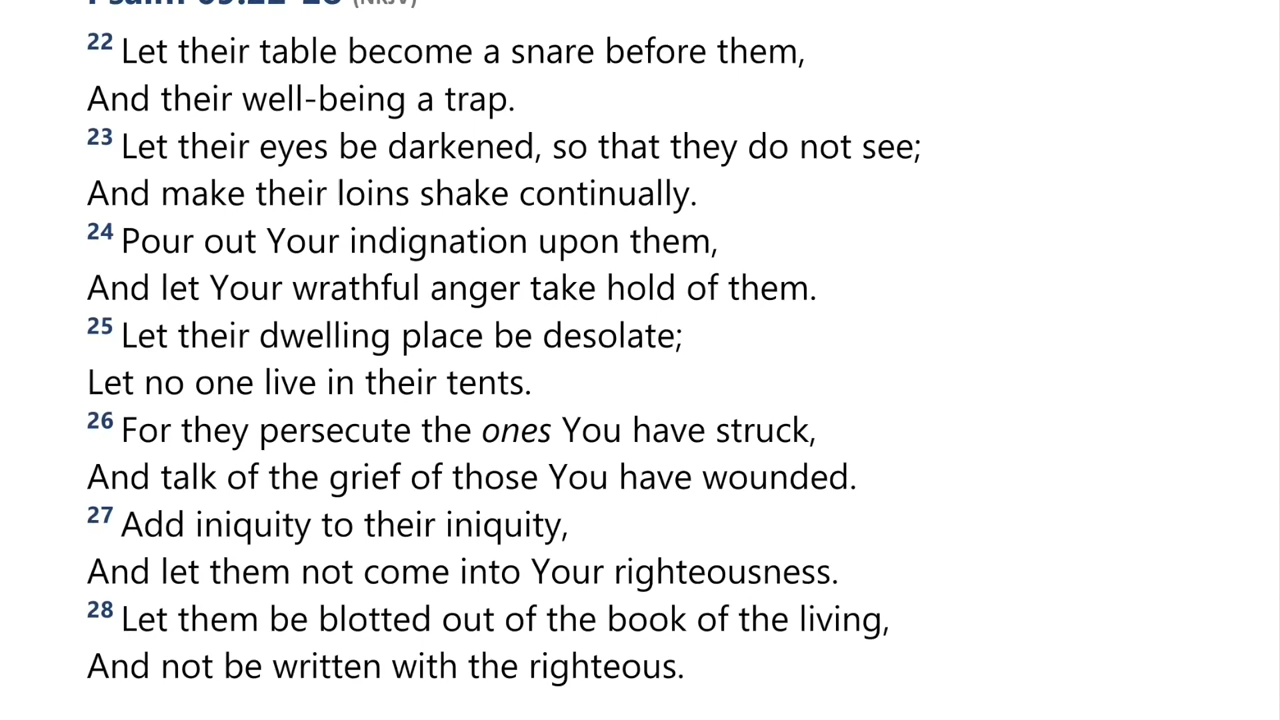 Psalm 69:22-28 (NKJV)
22 Let their table become a snare before them,
And their well-being a trap.
23 Let their eyes be darkened, so that they do not see;
And make their loins shake continually.
24 Pour out Your indignation upon them,
And let Your wrathful anger take hold of them.
25 Let their dwelling place be desolate;
Let no one live in their tents.
26 For they persecute the ones You have struck,
And talk of the grief of those You have wounded.
27 Add iniquity to their iniquity,
And let them not come into Your righteousness.
28 Let them be blotted out of the book of the living,
And not be written with the righteous.